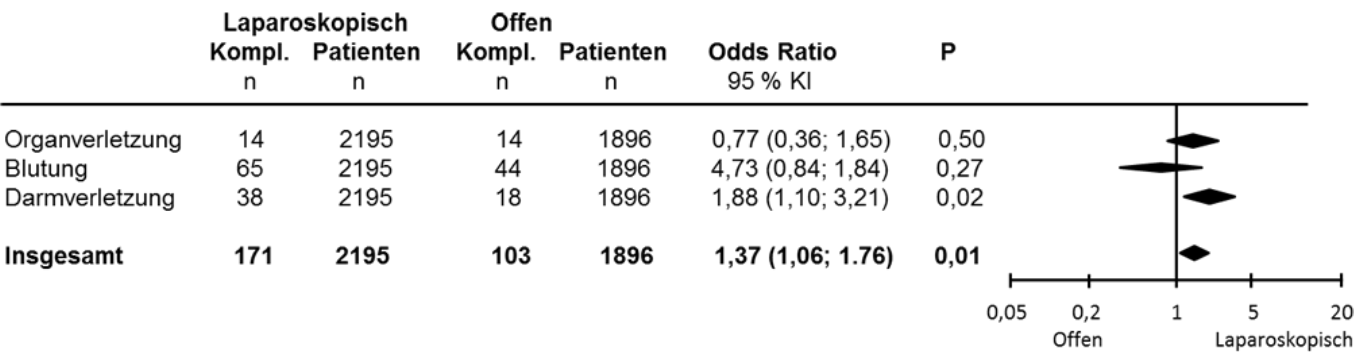 Laparoskopisch Offen
Kompl. Patienten Kompl. Patienten Odds Ratio P
n n n n 95 % KI
Organverletzung 14 2195 14 1896 0,77 (0,36; 1,65) 0,50
Blutung 65 2195 44 1896 4,73 (0,84; 1,84) 0,27
Darmverletzung 38 2195 18 1896 1,88 (1,10; 3,21) 0,02
Insgesamt 171 2195 103 1896 1,37 (1,06; 1.76) 0,01
0,05 0,2 1 5 20
Offen Laparoskopisch